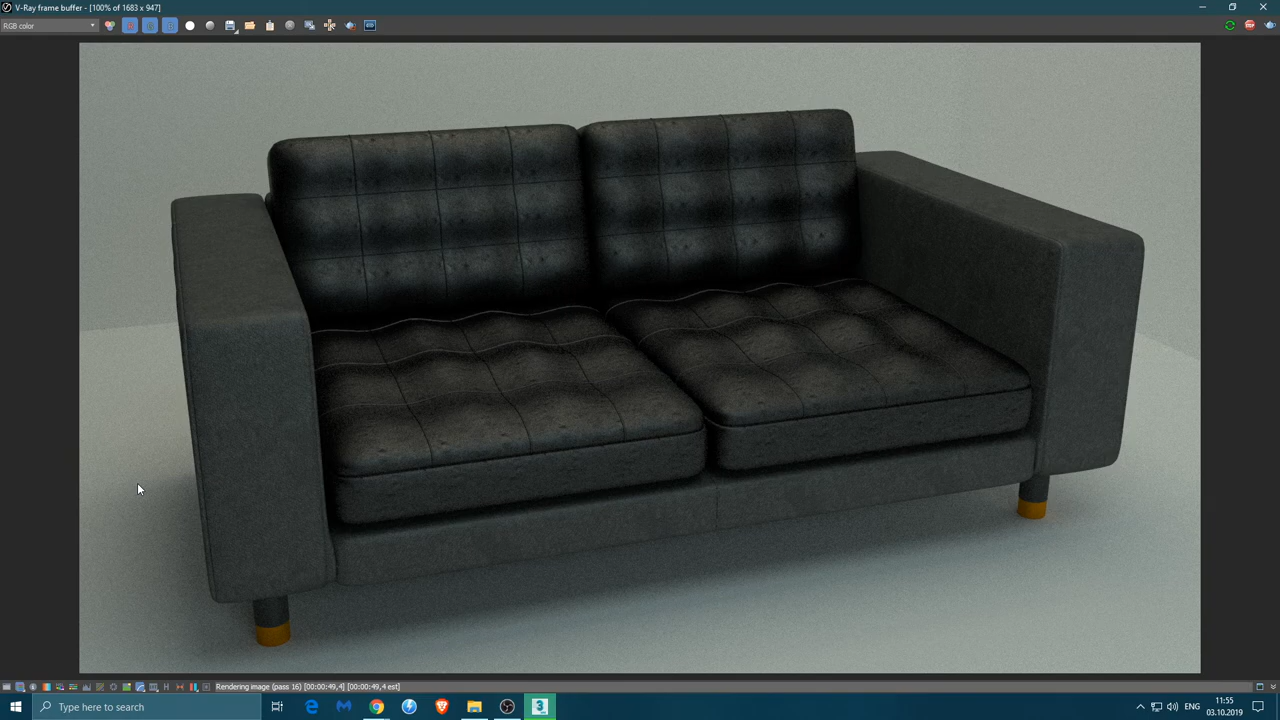 V-Ray frame buffer - [100% of 1683 x 947]
RGB color
Rendering image (pass 16) [00:00:49,4] [00:00:49,4 est]
Type here to search
ENG
11:55
03.10.2019